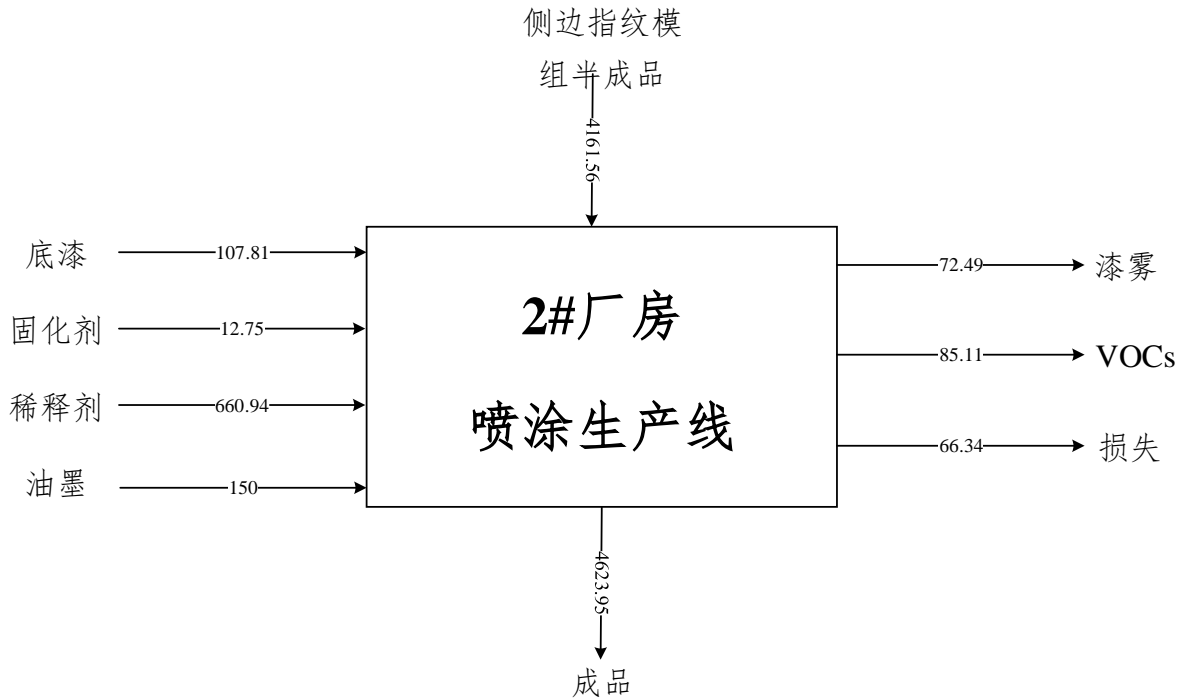 侧边指纹模
组半成品
4161.56
底漆
107.81
固化剂
12.75
稀释剂
660.94
油墨
150
2#厂房
喷涂生产线
72.49
漆雾
85.11
VOCs
66.34
损失
4623.95
成品